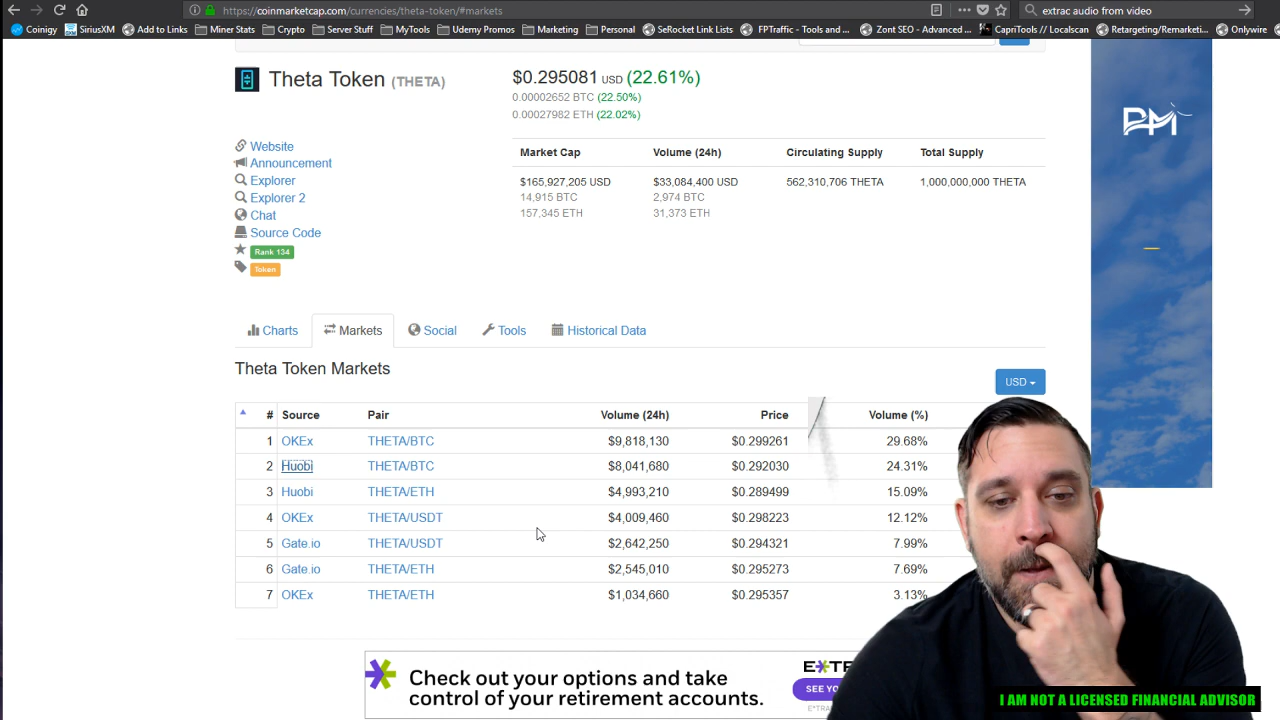 https://coinmarketcap.com/currencies/theta-token/#markets
extrac audio from video
Coinigy SiriusXM Add to Links Miner Stats Crypto Server Stuff MyTools Udemy Promos Marketing Personal SeRocket Link Lists FPTraffic - Tools and ... Zont SEO - Advanced ... CapriTools // Localscan Retargeting/Remarketi... Onlywire
Theta Token (THETA)
$0.295081 USD (22.61%)
0.00002652 BTC (22.50%)
0.00027982 ETH (22.02%)
Website
Announcement
Explorer
Explorer 2
Chat
Source Code
Rank 134
Token
Market Cap Volume (24h) Circulating Supply Total Supply
$165,927,205 USD $33,084,400 USD 562,310,706 THETA 1,000,000,000 THETA
14,915 BTC 2,974 BTC
157,345 ETH 31,373 ETH
Charts Markets Social Tools Historical Data
Theta Token Markets
USD
# Source Pair Volume (24h) Price Volume (%)
1 OKEx THETA/BTC $9,818,130 $0.299261 29.68%
2 Huobi THETA/BTC $8,041,680 $0.292030 24.31%
3 Huobi THETA/ETH $4,993,210 $0.289499 15.09%
4 OKEx THETA/USDT $4,009,460 $0.298223 12.12%
5 Gate.io THETA/USDT $2,642,250 $0.294321 7.99%
6 Gate.io THETA/ETH $2,545,010 $0.295273 7.69%
7 OKEx THETA/ETH $1,034,660 $0.295357 3.13%
Check out your options and take
control of your retirement accounts.
SEE
I AM NOT A LICENSED FINANCIAL ADVISOR